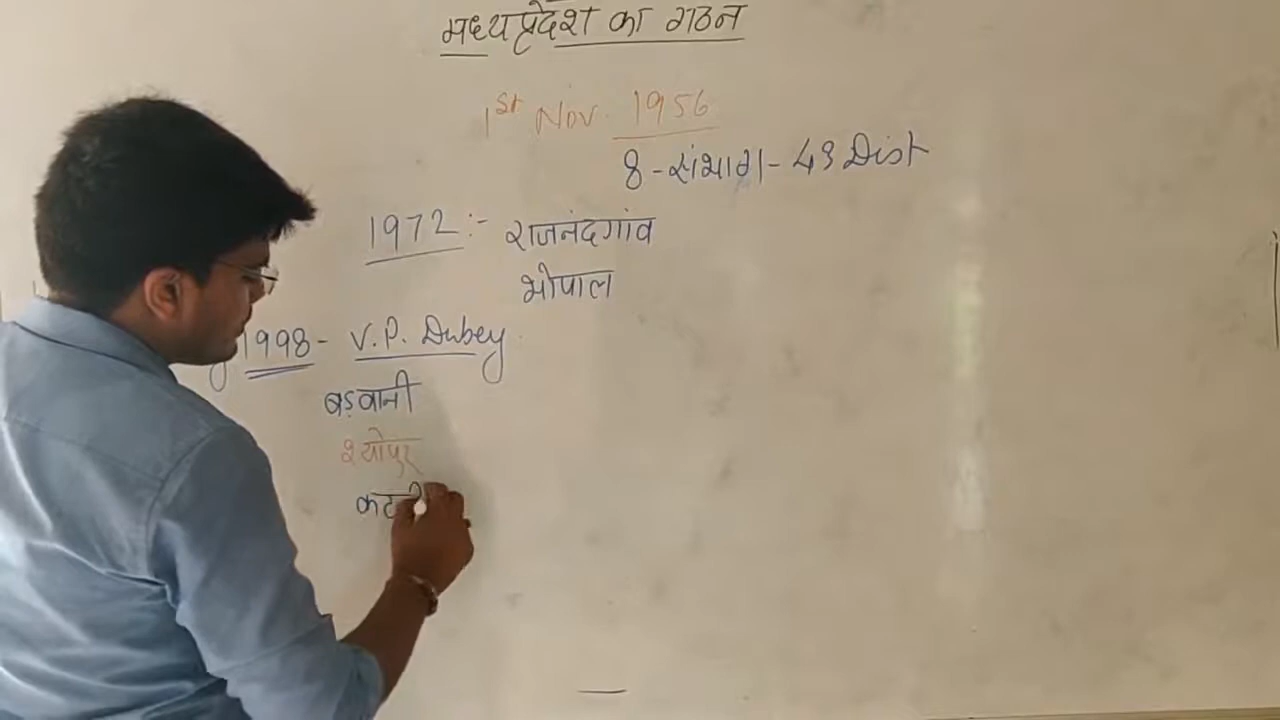 मध्यप्रदेश का गठन
1st Nov. 1956
8 - संभाग - 43 Dist
1972 :- राजनंदगांव
भोपाल
1998 - V. P. Dubey
बड़वानी
श्योपुर